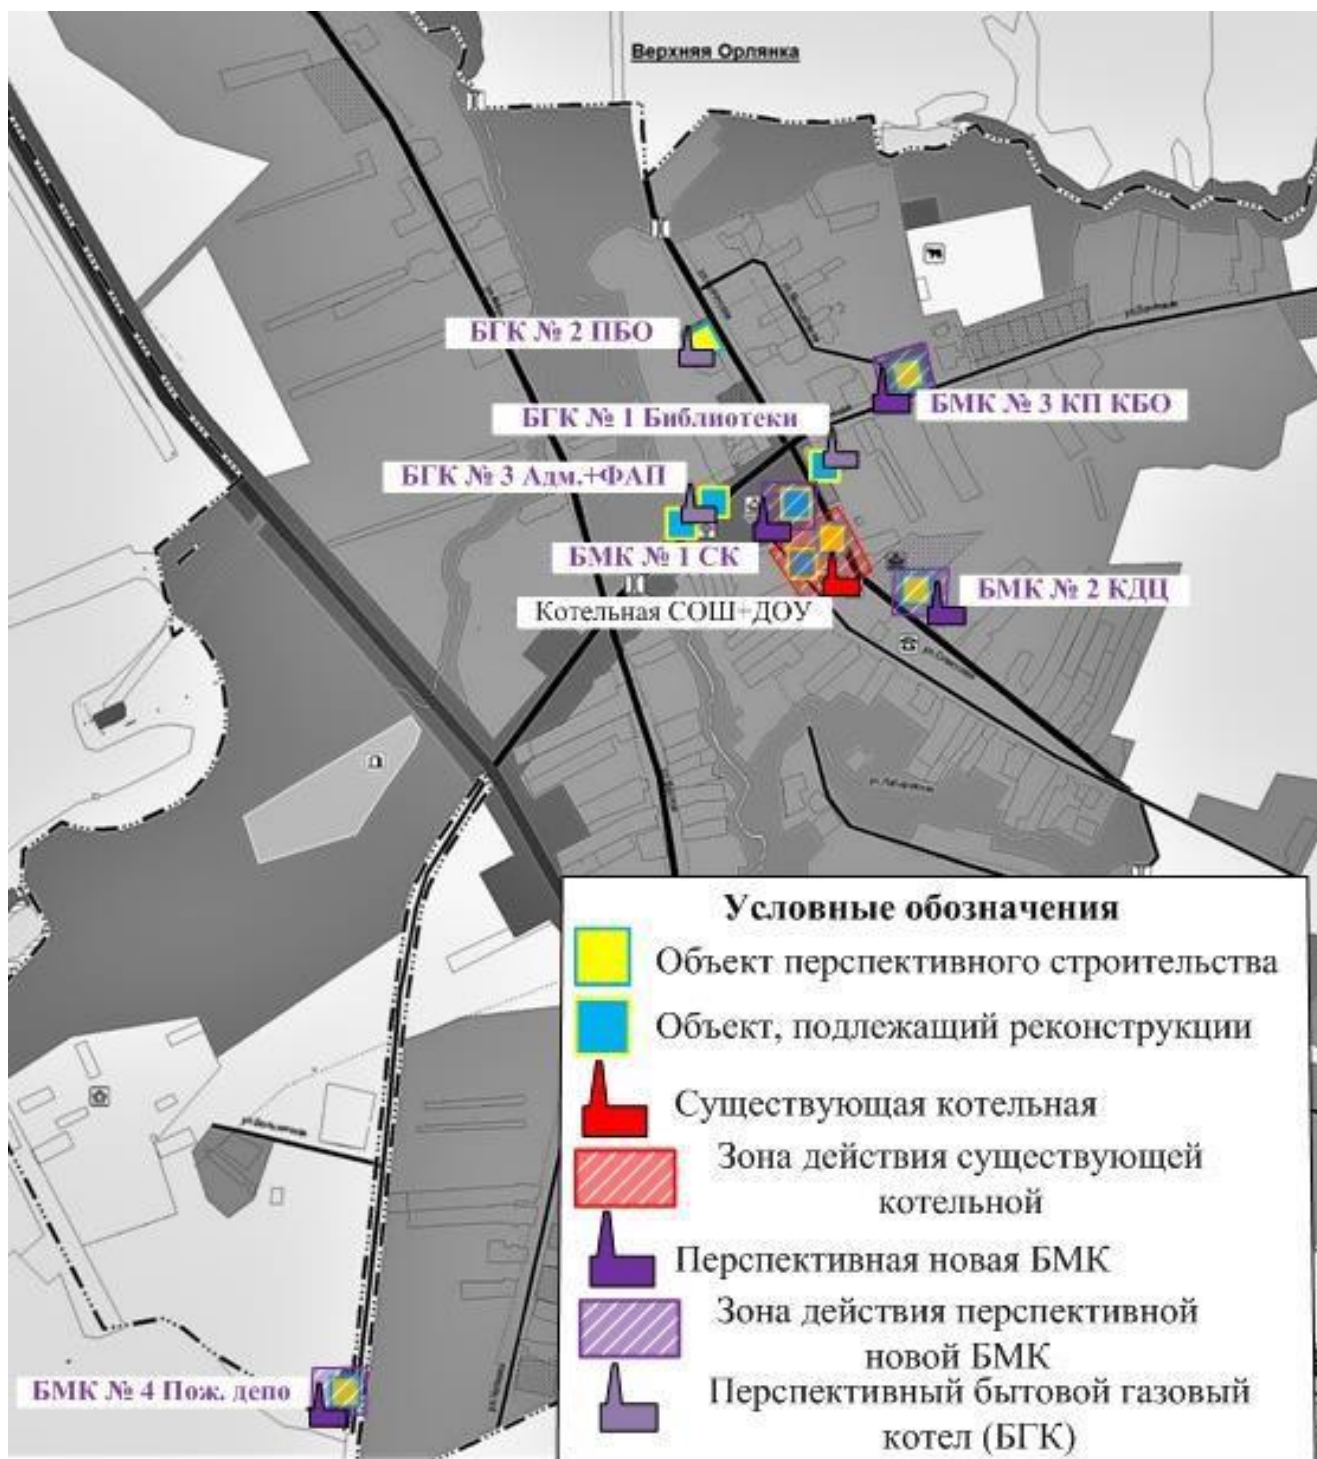 Верхняя Орлянка
БГК № 2 ПБО
БМК № 3 КП КБО
БГК № 1 Библиотеки
БГК № 3 Адм.+ФАП
БМК № 1 СК
БМК № 2 КДЦ
Котельная СОШ+ДОУ
БМК № 4 Пож. депо
Условные обозначения
Объект перспективного строительства
Объект, подлежащий реконструкции
Существующая котельная
Зона действия существующей
котельной
Перспективная новая БМК
Зона действия перспективной
новой БМК
Перспективный бытовой газовый
котел (БГК)